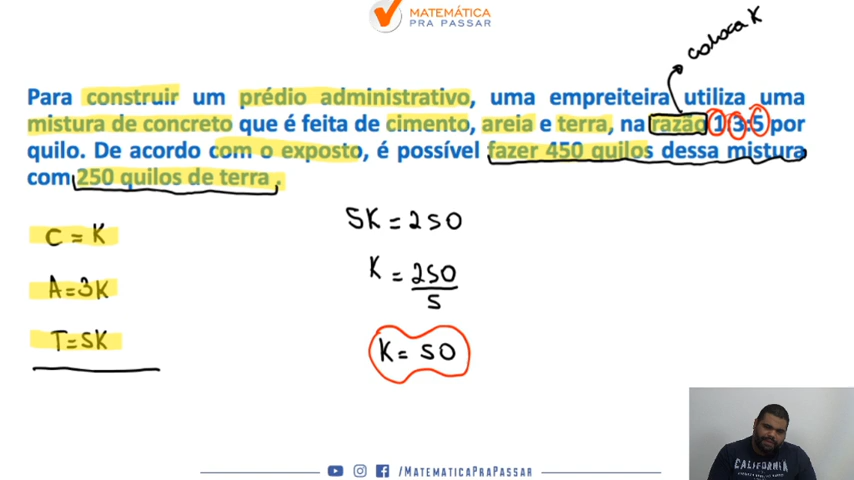 MATEMÁTICA
PRA PASSAR
coloca K
Para construir um prédio administrativo, uma empreiteira utiliza uma
mistura de concreto que é feita de cimento, areia e terra, na razão 1:3:5 por
quilo. De acordo com o exposto, é possível fazer 450 quilos dessa mistura
com 250 quilos de terra .
C = K
A = 3K
T = 5K
5K = 250
K = 250
5
K = 50
CALIFORNIA
/MATEMATICAPRAPASSAR